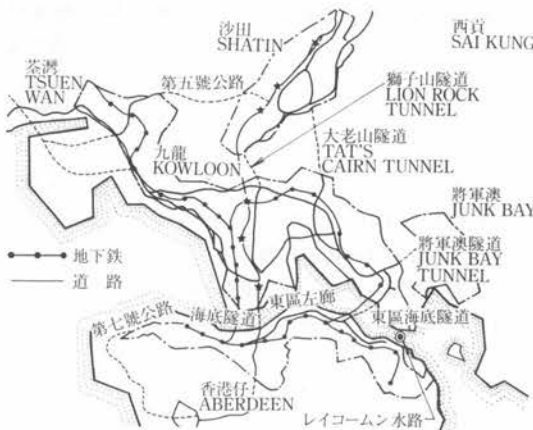 沙田
SHATIN
西貢
SAI KUNG
荃灣
TSUEN
WAN
第五號公路
獅子山隧道
LION ROCK
TUNNEL
九龍
KOWLOON
大老山隧道
TAT'S
CAIRN TUNNEL
將軍澳
JUNK BAY
地下鉄
道路
將軍澳隧道
JUNK BAY
TUNNEL
第七號公路
海底隧道
東區左廊
東區海底隧道
香港仔
ABERDEEN
レイコームン水路